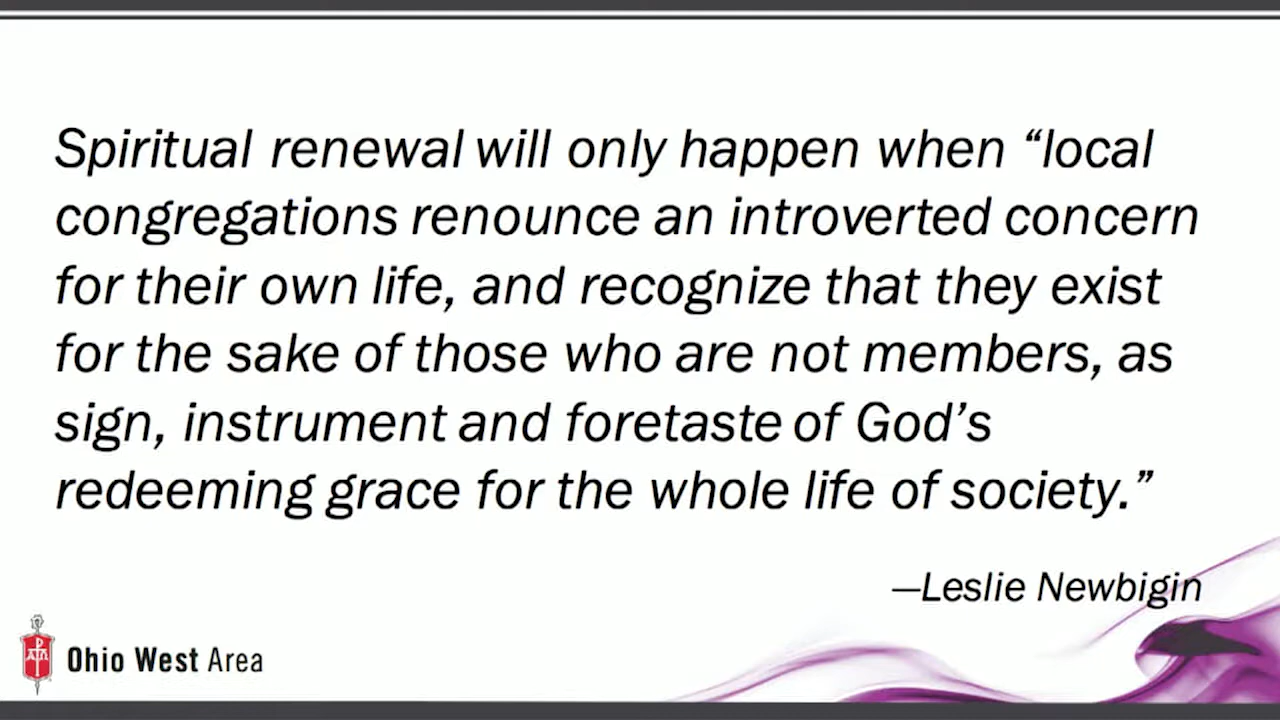 Spiritual renewal will only happen when “local
congregations renounce an introverted concern
for their own life, and recognize that they exist
for the sake of those who are not members, as
sign, instrument and foretaste of God’s
redeeming grace for the whole life of society.”
—Leslie Newbigin
Ohio West Area